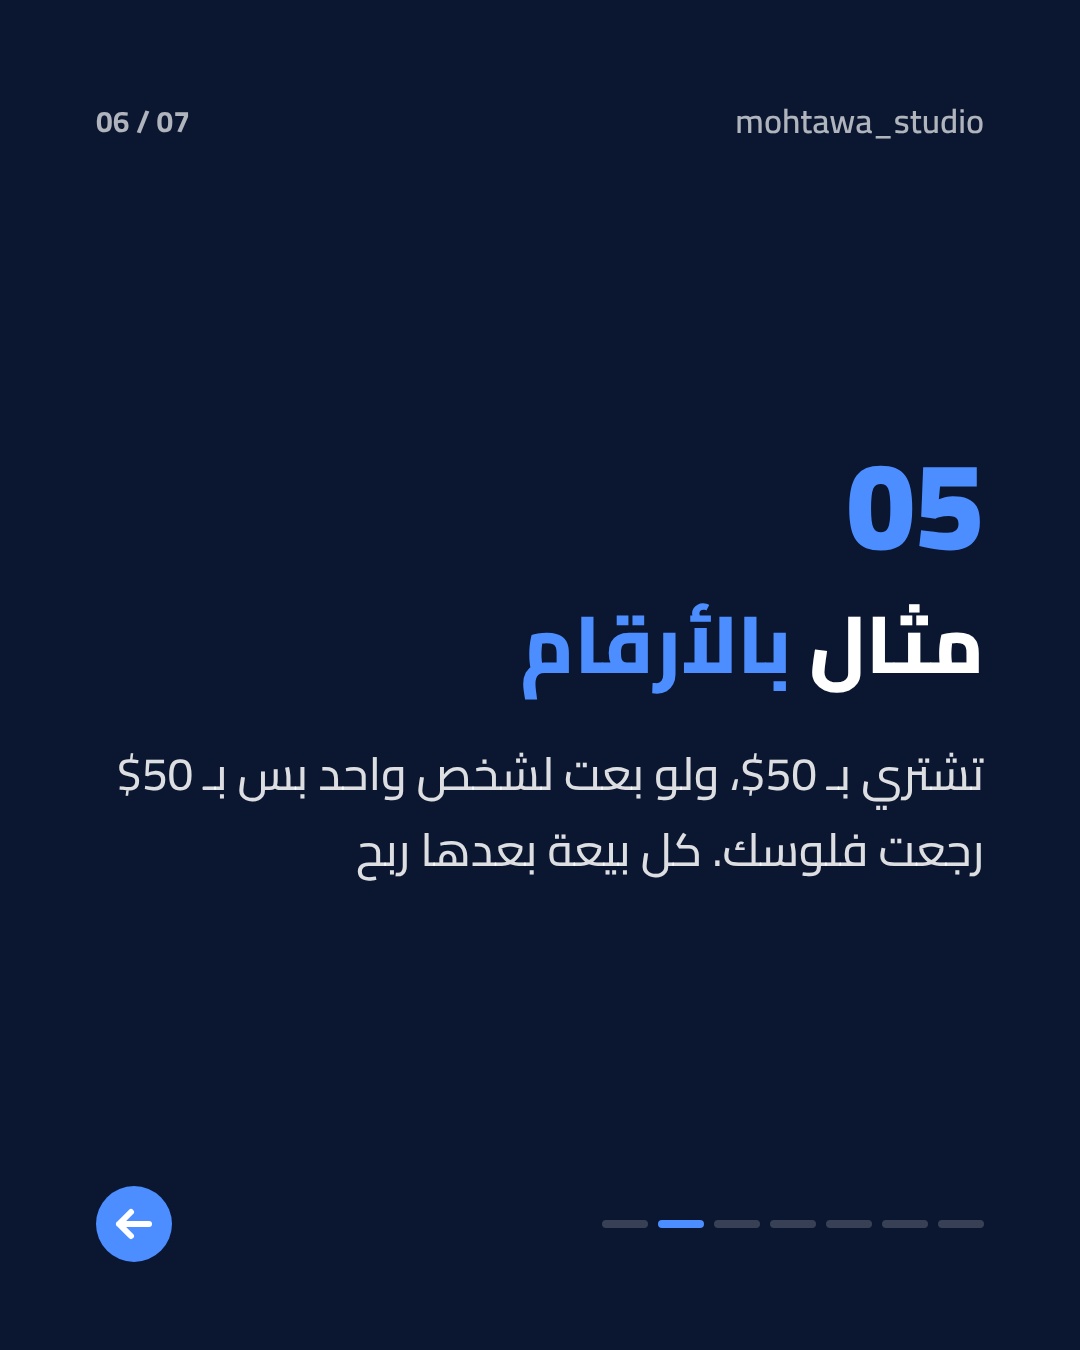 mohtawa_studio
06 / 07
05
مثال بالأرقام
تشتري بـ 50$، ولو بعت لشخص واحد بس بـ 50$
رجعت فلوسك. كل بيعة بعدها ربح